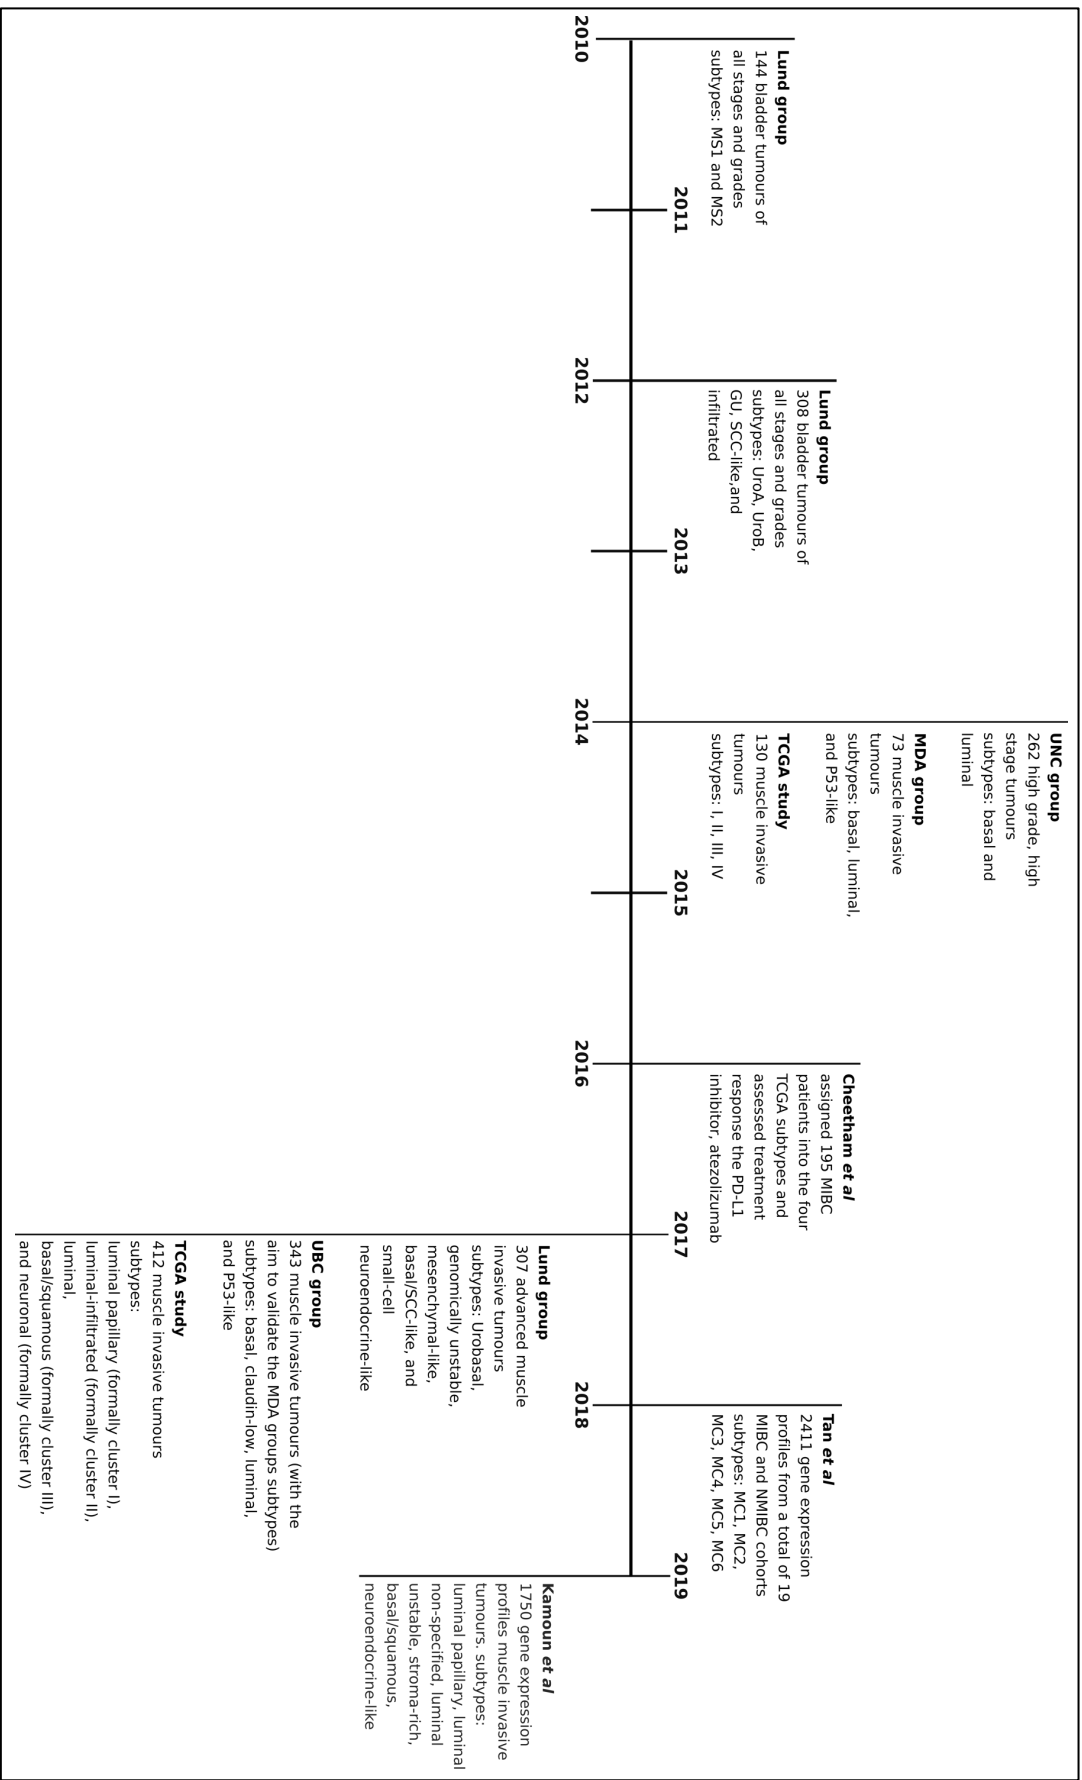 2010
Lund group
144 bladder tumours of
all stages and grades
subtypes: MS1 and MS2
2011
2012
Lund group
308 bladder tumours of
all stages and grades
subtypes: UroA, UroB,
GU, SCC-like,and
infiltrated
2013
2014
UNC group
262 high grade, high
stage tumours
subtypes: basal and
luminal
MDA group
73 muscle invasive
tumours
subtypes: basal, luminal,
and P53-like
TCGA study
130 muscle invasive
tumours
subtypes: I, II, III, IV
2015
2016
Cheetham et al
assigned 195 MIBC
patients into the four
TCGA subtypes and
assessed treatment
response the PD-L1
inhibitor, atezolizumab
2017
Lund group
307 advanced muscle
invasive tumours
subtypes: Urobasal,
genomically unstable,
mesenchymal-like,
basal/SCC-like, and
small-cell
neuroendocrine-like
UBC group
343 muscle invasive tumours (with the
aim to validate the MDA groups subtypes)
subtypes: basal, claudin-low, luminal,
and P53-like
TCGA study
412 muscle invasive tumours
subtypes:
luminal papillary (formally cluster I),
luminal-infiltrated (formally cluster II),
luminal,
basal/squamous (formally cluster III),
and neuronal (formally cluster IV)
2018
Tan et al
2411 gene expression
profiles from a total of 19
MIBC and NMIBC cohorts
subtypes: MC1, MC2,
MC3, MC4, MC5, MC6
2019
Kamoun et al
1750 gene expression
profiles muscle invasive
tumours. subtypes:
luminal papillary, luminal
non-specified, luminal
unstable, stroma-rich,
basal/squamous,
neuroendocrine-like